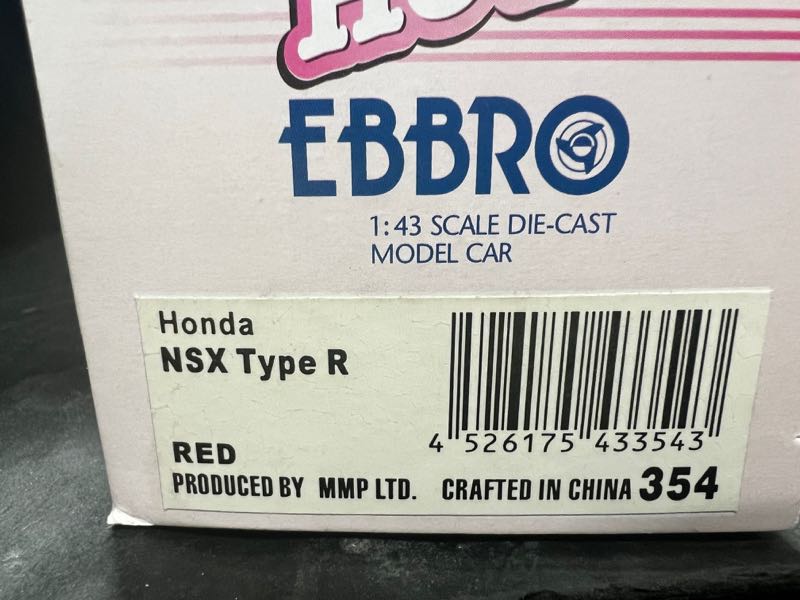 EBBRO
1:43 SCALE DIE-CAST
MODEL CAR
Honda
NSX Type R
4 526175 433543
RED
PRODUCED BY MMP LTD. CRAFTED IN CHINA 354